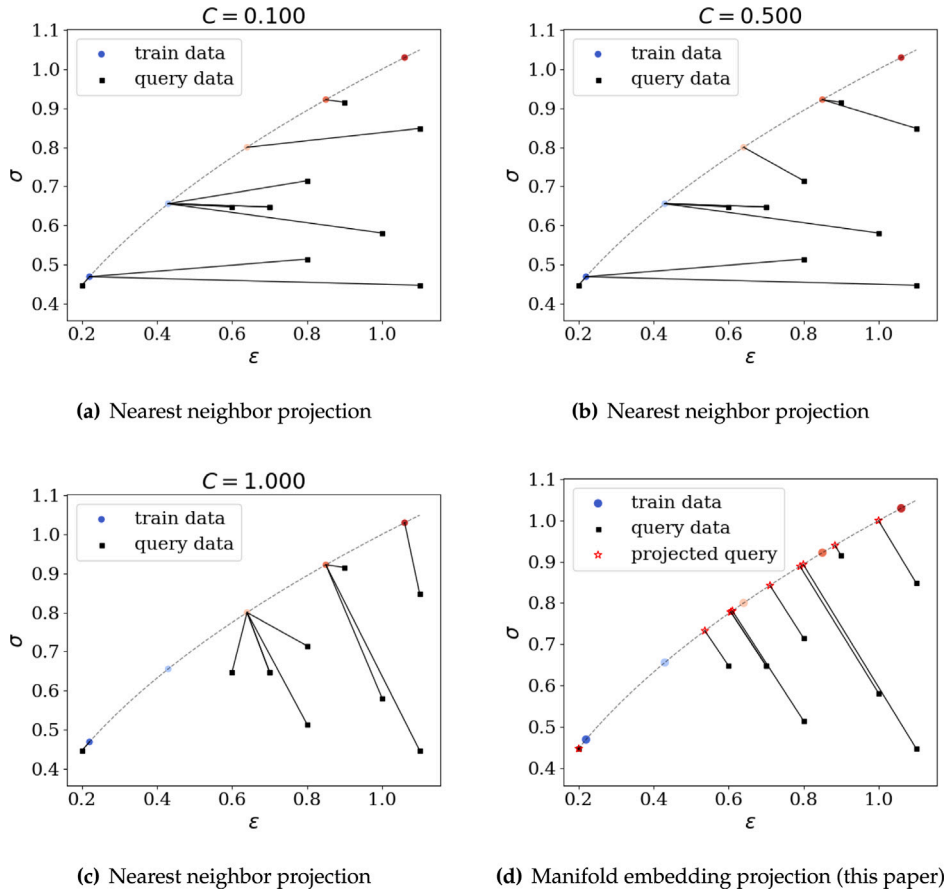 C = 0.100
1.1
1.0
0.9
0.8
0.7
0.6
0.5
0.4
σ
train data
query data
0.2 0.4 0.6 0.8 1.0
ε
(a) Nearest neighbor projection
C = 0.500
1.1
1.0
0.9
0.8
0.7
0.6
0.5
0.4
σ
train data
query data
0.2 0.4 0.6 0.8 1.0
ε
(b) Nearest neighbor projection
C = 1.000
1.1
1.0
0.9
0.8
0.7
0.6
0.5
0.4
σ
train data
query data
0.2 0.4 0.6 0.8 1.0
ε
(c) Nearest neighbor projection
1.1
1.0
0.9
0.8
0.7
0.6
0.5
0.4
σ
train data
query data
projected query
0.2 0.4 0.6 0.8 1.0
ε
(d) Manifold embedding projection (this paper)